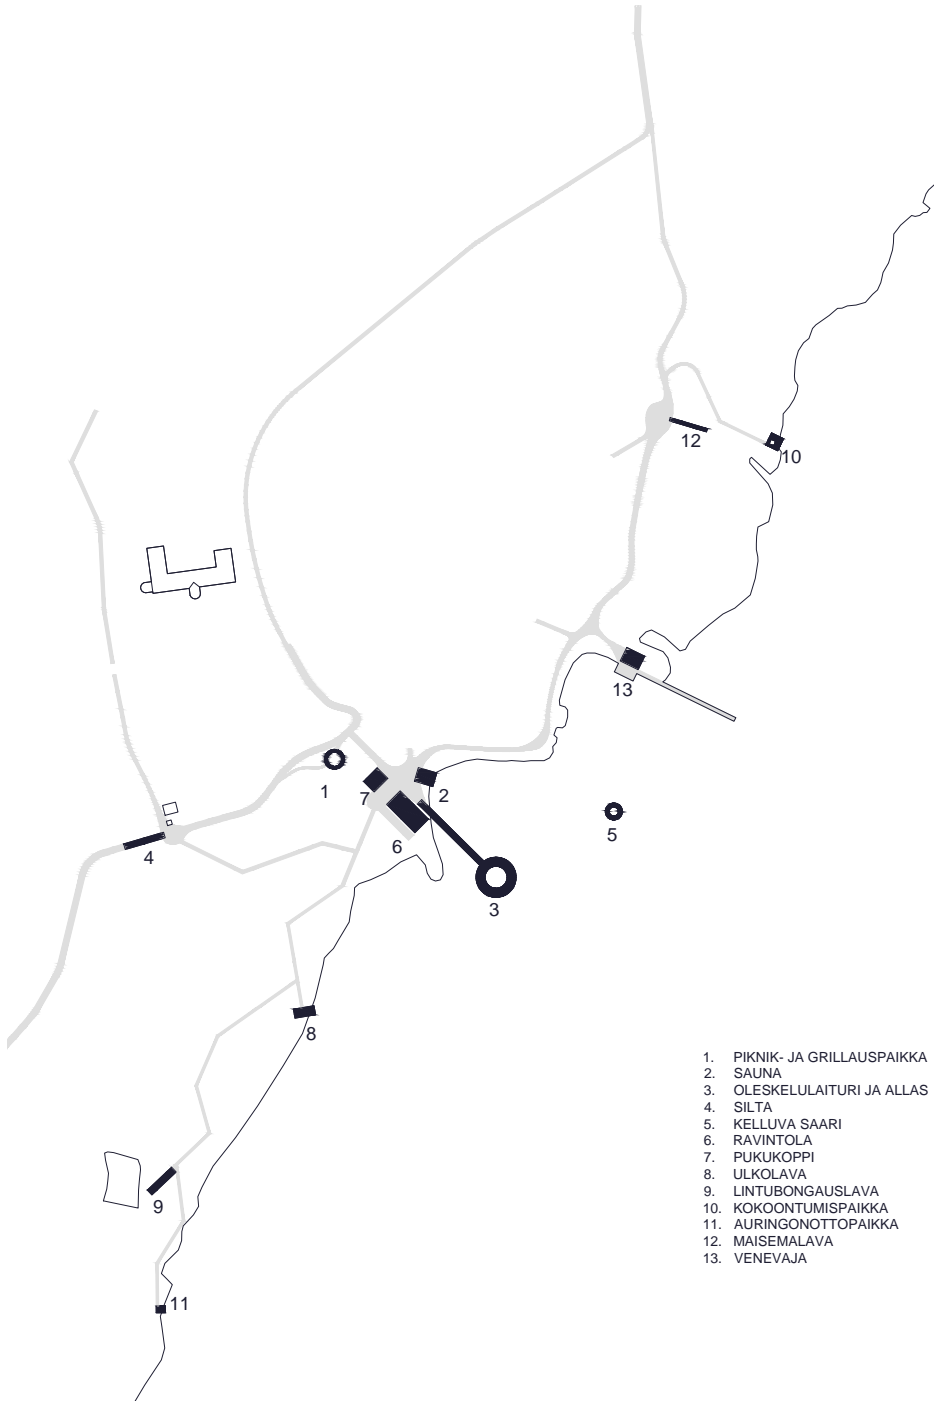 12
10
13
1
2
7
5
6
4
3
8
9
11
1. PIKNIK- JA GRILLAUSPAIKKA
2. SAUNA
3. OLESKELULAITURI JA ALLAS
4. SILTA
5. KELLUVA SAARI
6. RAVINTOLA
7. PUKUKOPPI
8. ULKOLAVA
9. LINTUBONGAUSLAVA
10. KOKOONTUMISPAIKKA
11. AURINGONOTTOPAIKKA
12. MAISEMALAVA
13. VENEVAJA